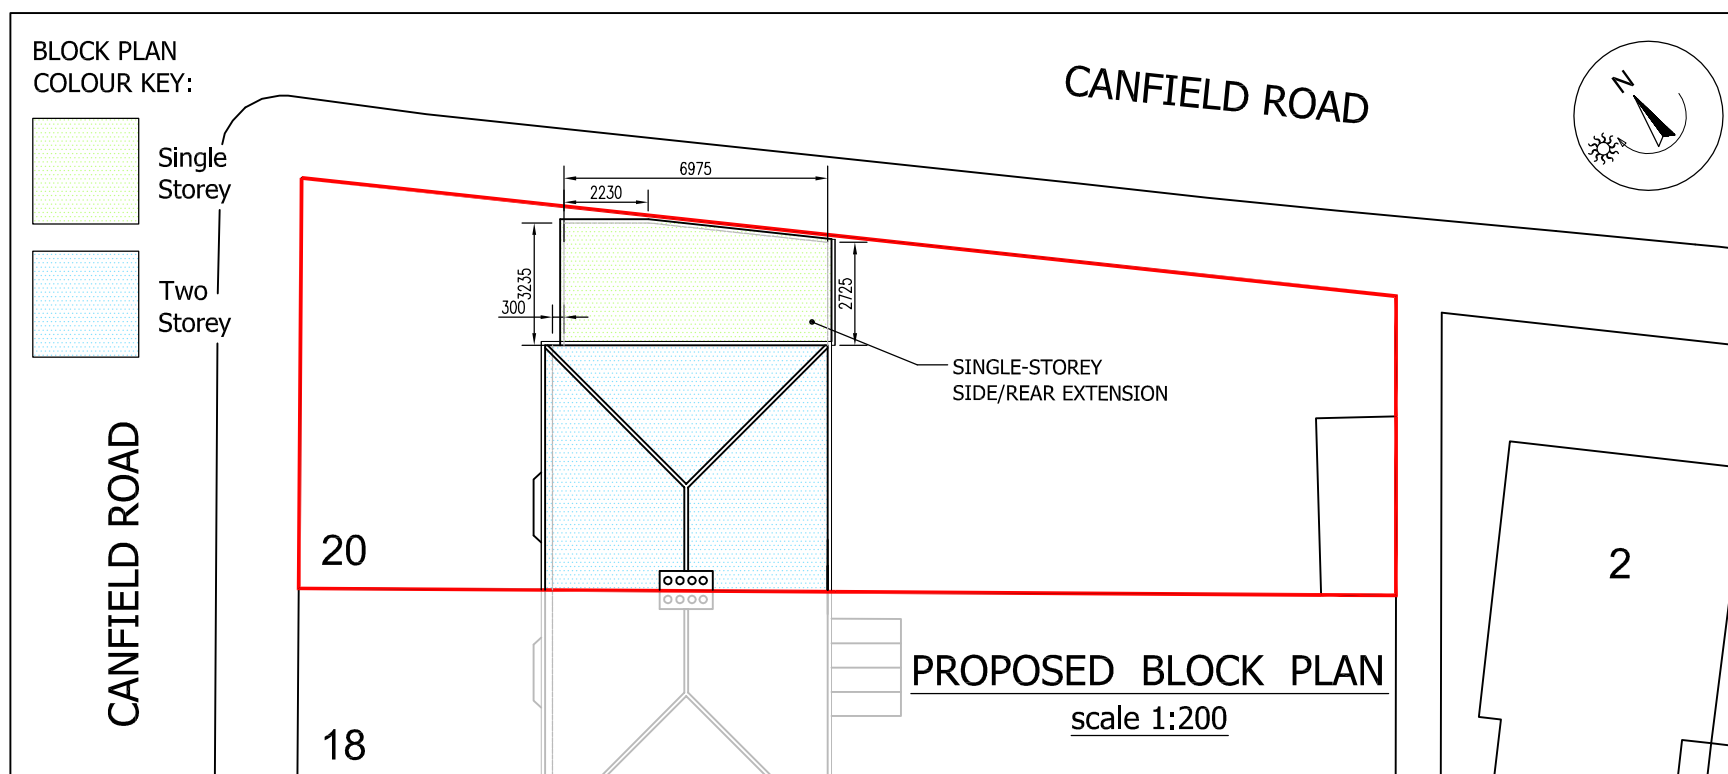 BLOCK PLAN
COLOUR KEY:
Single
Storey
Two
Storey
CANFIELD ROAD
N
6975
2230
3235
300
2725
SINGLE-STOREY
SIDE/REAR EXTENSION
CANFIELD ROAD
20
2
18
PROPOSED BLOCK PLAN
scale 1:200